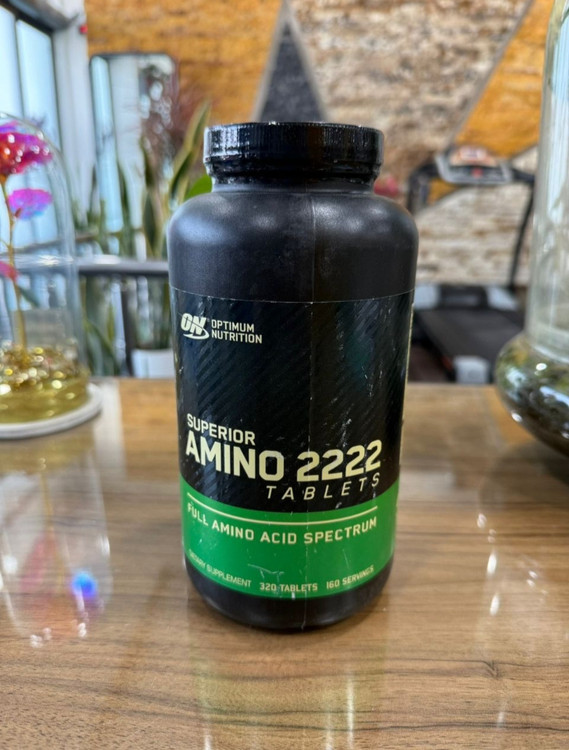 ON OPTIMUM
NUTRITION
SUPERIOR
AMINO 2222
TABLETS
FULL AMINO ACID SPECTRUM
DIETARY SUPPLEMENT 320 TABLETS 160 SERVINGS